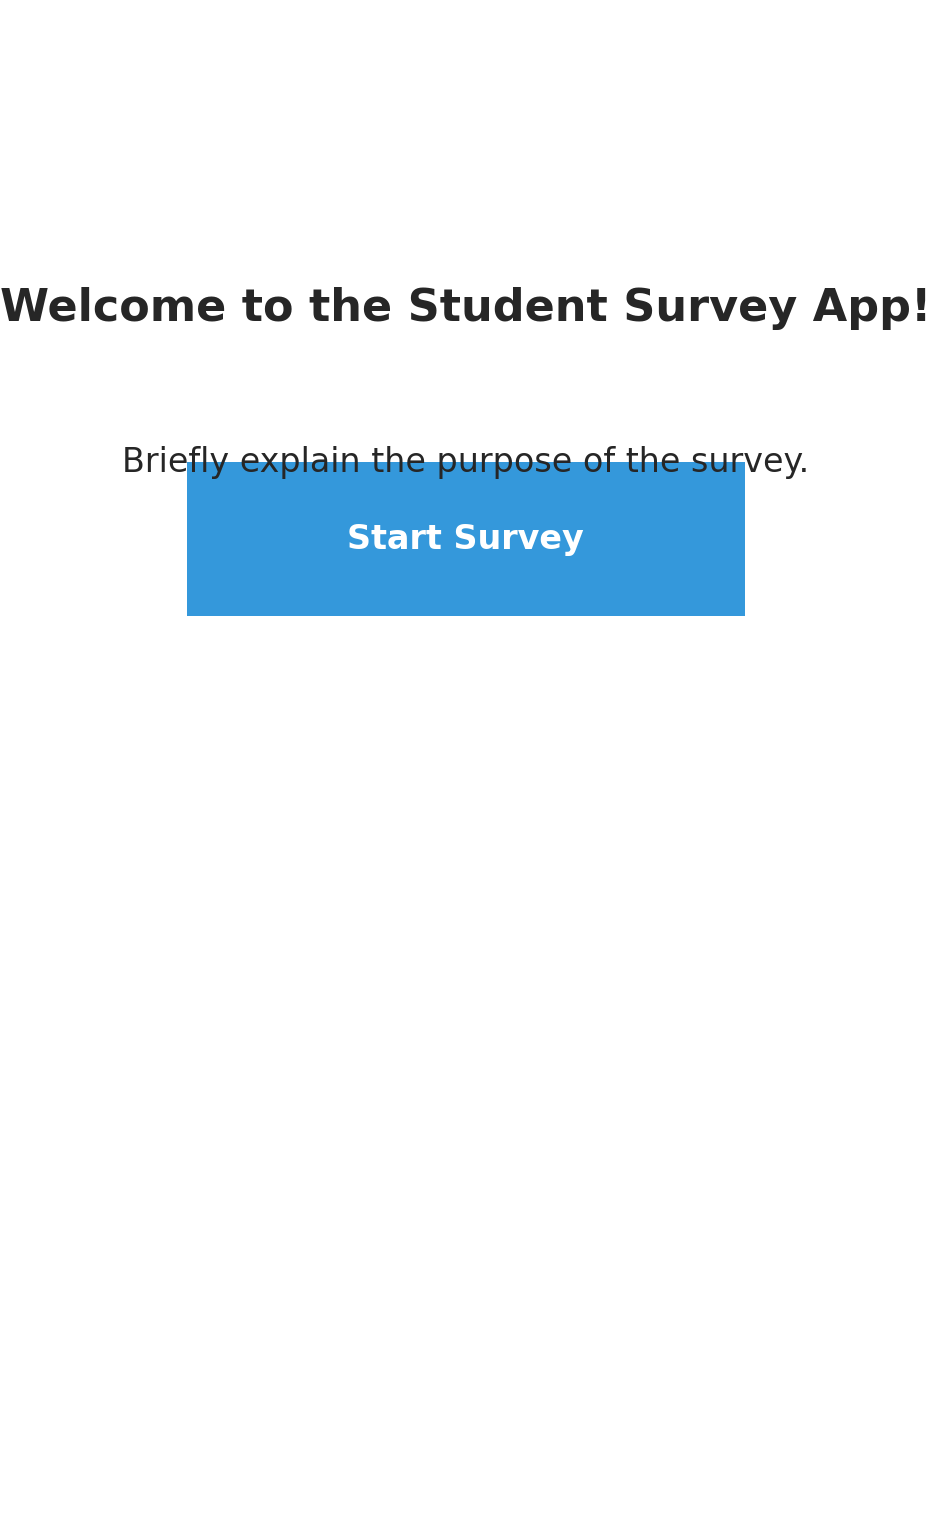 Welcome to the Student Survey App!
Briefly explain the purpose of the survey.
Start Survey